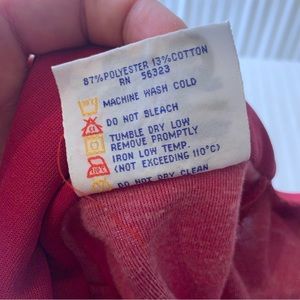 87% POLYESTER 13% COTTON
RN 56323
MACHINE WASH COLD
DO NOT BLEACH
TUMBLE DRY LOW
REMOVE PROMPTLY
IRON LOW TEMP.
(NOT EXCEEDING 110°C)
DO NOT DRY CLEAN